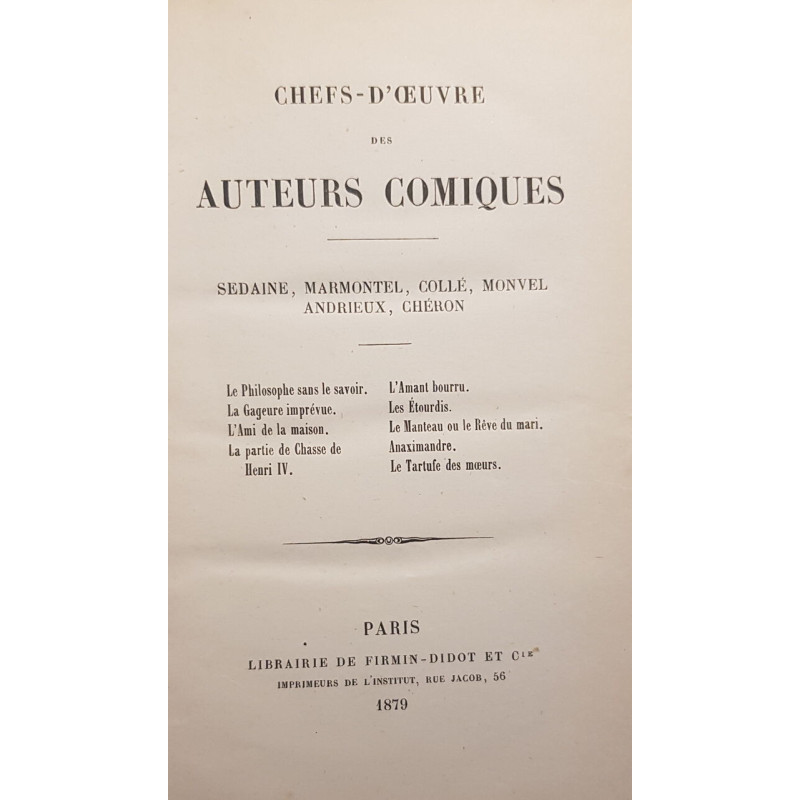 CHEFS-D'ŒUVRE
DES
AUTEURS COMIQUES
SEDAINE, MARMONTEL, COLLÉ, MONVEL
ANDRIEUX, CHÉRON
Le Philosophe sans le savoir.
La Gageure imprévue.
L'Ami de la maison.
La partie de Chasse de
Henri IV.
L'Amant bourru.
Les Étourdis.
Le Manteau ou le Rêve du mari.
Anaximandre.
Le Tartufe des mœurs.
PARIS
LIBRAIRIE DE FIRMIN-DIDOT ET Cie
IMPRIMEURS DE L'INSTITUT, RUE JACOB, 56
1879